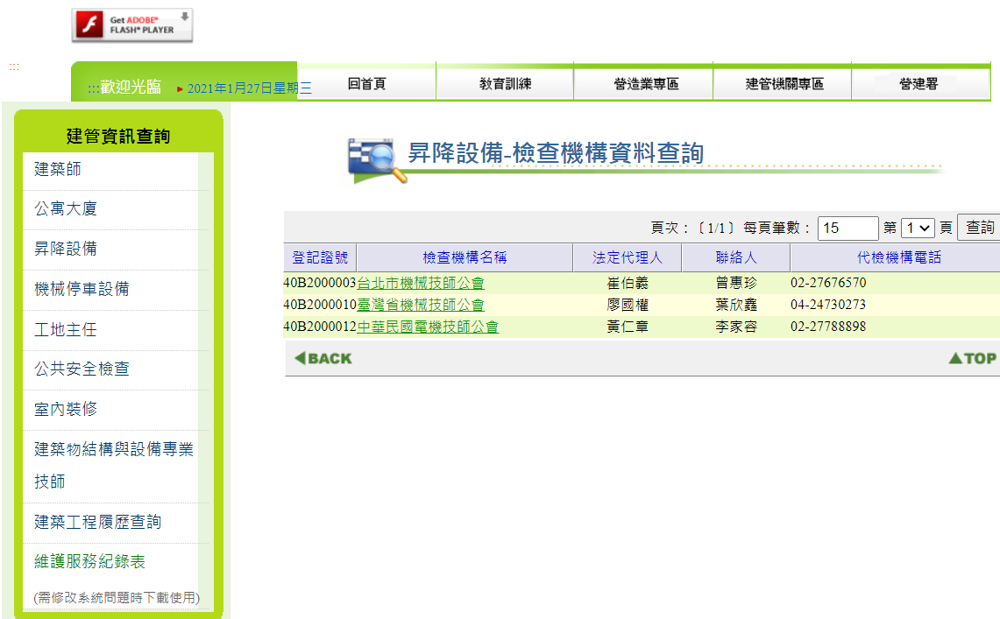 Get ADOBE®
FLASH® PLAYER
:::
:::歡迎光臨 2021年1月27日星期三 回首頁 教育訓練 營造業專區 建管機關專區 營建署
建管資訊查詢
建築師
公寓大廈
昇降設備
機械停車設備
工地主任
公共安全檢查
室內裝修
建築物結構與設備專業
技師
建築工程履歷查詢
維護服務紀錄表
(需修改系統問題時下載使用)
昇降設備-檢查機構資料查詢
頁次：〔1/1〕每頁筆數： 15 第 1 頁 查詢
登記證號 檢查機構名稱 法定代理人 聯絡人 代檢機構電話
40B2000003 台北市機械技師公會 崔伯義 曾惠珍 02-27676570
40B2000010 臺灣省機械技師公會 廖國權 葉欣鑫 04-24730273
40B2000012 中華民國電機技師公會 黃仁章 李家容 02-27788898
BACK TOP